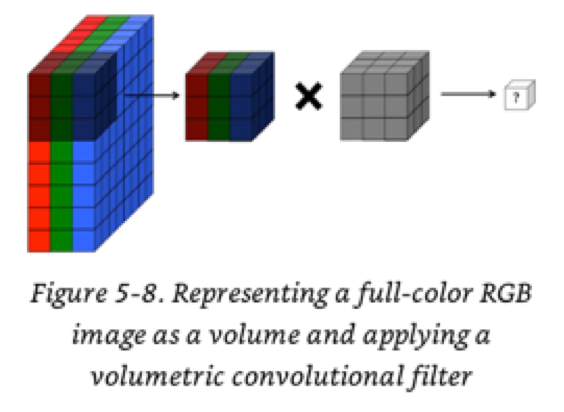 ?
Figure 5-8. Representing a full-color RGB
image as a volume and applying a
volumetric convolutional filter